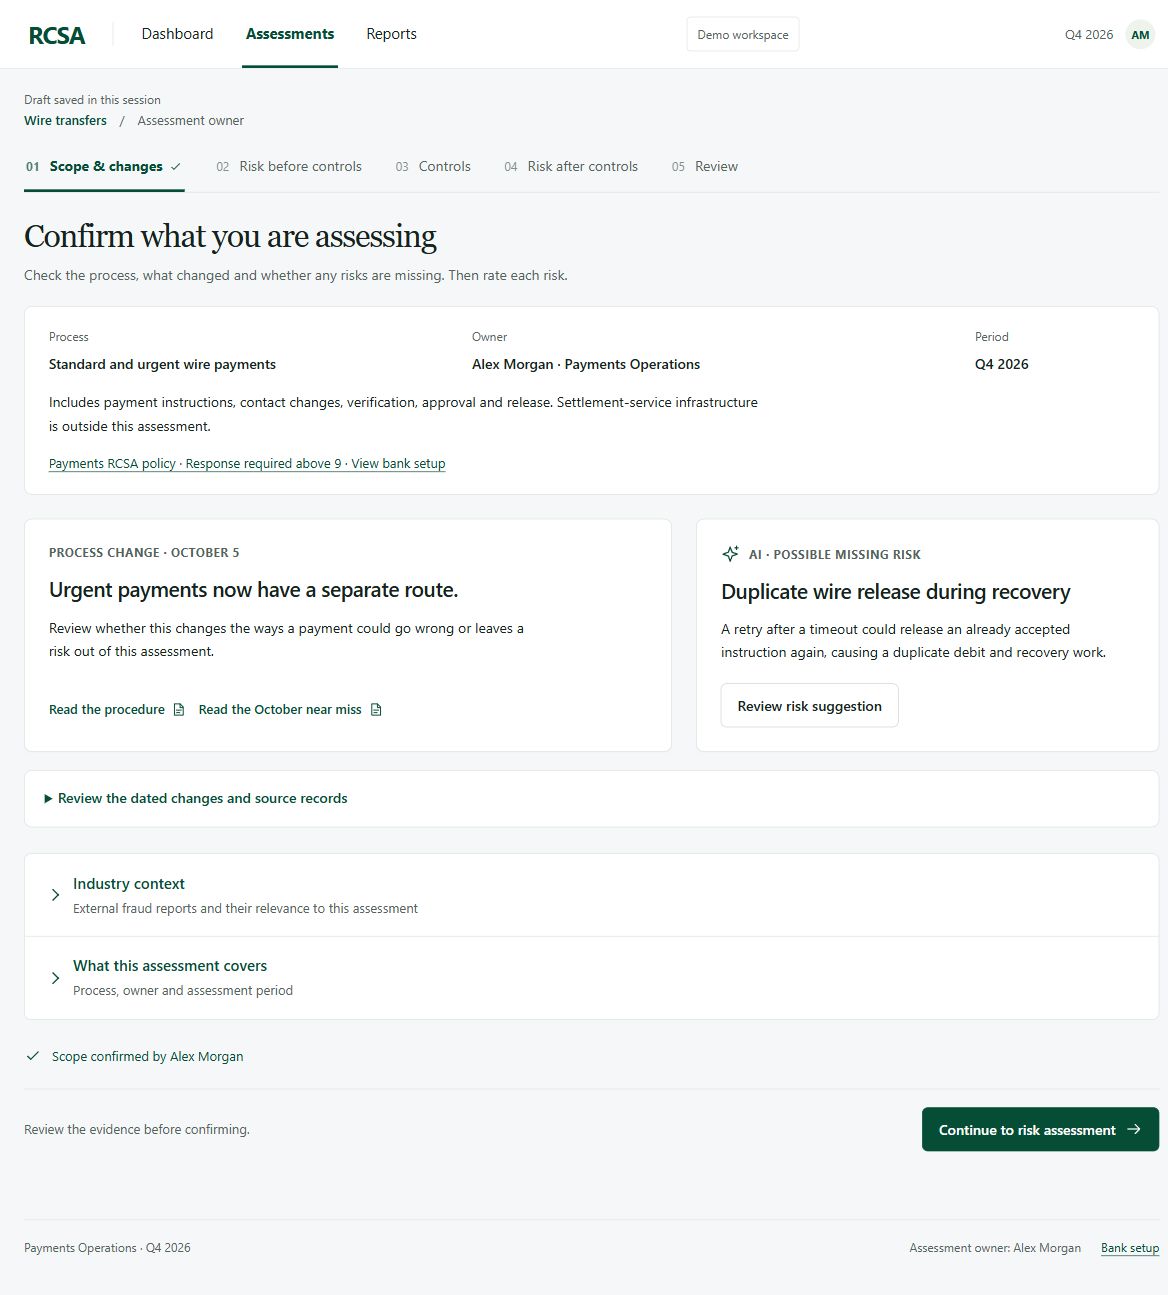 RCSA
Dashboard
Assessments
Reports
Demo workspace
Q4 2026
AM
Draft saved in this session
Wire transfers / Assessment owner
01 Scope & changes
02 Risk before controls
03 Controls
04 Risk after controls
05 Review
Confirm what you are assessing
Check the process, what changed and whether any risks are missing. Then rate each risk.
Process
Standard and urgent wire payments
Owner
Alex Morgan · Payments Operations
Period
Q4 2026
Includes payment instructions, contact changes, verification, approval and release. Settlement-service infrastructure
is outside this assessment.
Payments RCSA policy · Response required above 9 · View bank setup
PROCESS CHANGE · OCTOBER 5
Urgent payments now have a separate route.
Review whether this changes the ways a payment could go wrong or leaves a
risk out of this assessment.
Read the procedure
Read the October near miss
AI · POSSIBLE MISSING RISK
Duplicate wire release during recovery
A retry after a timeout could release an already accepted
instruction again, causing a duplicate debit and recovery work.
Review risk suggestion
Review the dated changes and source records
Industry context
External fraud reports and their relevance to this assessment
What this assessment covers
Process, owner and assessment period
Scope confirmed by Alex Morgan
Review the evidence before confirming.
Continue to risk assessment
Payments Operations · Q4 2026
Assessment owner: Alex Morgan
Bank setup